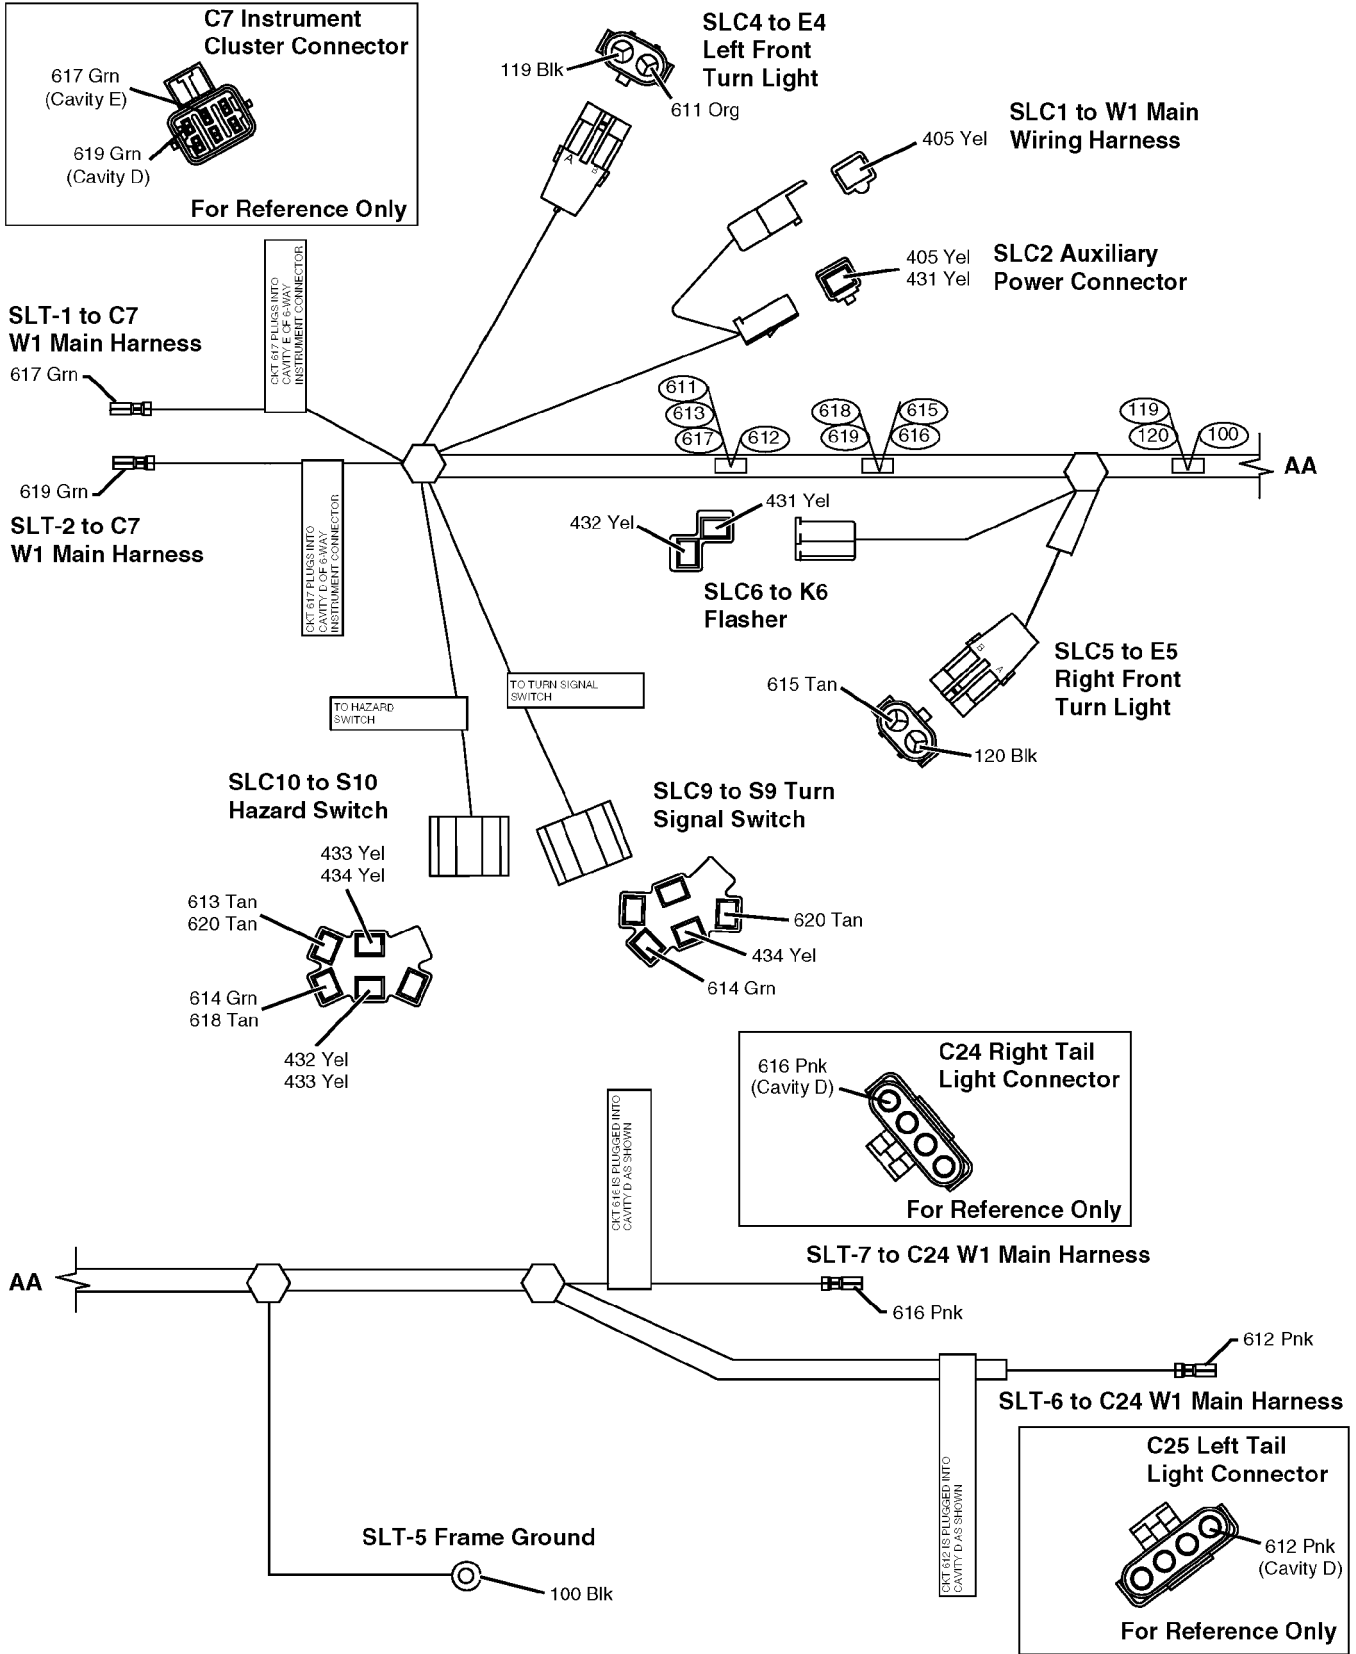 C7 Instrument
Cluster Connector
617 Grn
(Cavity E)
619 Grn
(Cavity D)
For Reference Only
SLC4 to E4
Left Front
Turn Light
119 Blk
611 Org
A
B
SLC1 to W1 Main
Wiring Harness
405 Yel
SLC2 Auxiliary
Power Connector
405 Yel
431 Yel
CKT 617 PLUGS INTO
CAVITY E OF 6-WAY
INSTRUMENT CONNECTOR
SLT-1 to C7
W1 Main Harness
617 Grn
619 Grn
SLT-2 to C7
W1 Main Harness
CKT 617 PLUGS INTO
CAVITY D OF 6-WAY
INSTRUMENT CONNECTOR
611
613
617
612
618
619
615
616
119
120
100
AA
432 Yel
431 Yel
SLC6 to K6
Flasher
B
A
SLC5 to E5
Right Front
Turn Light
615 Tan
120 Blk
TO TURN SIGNAL
SWITCH
TO HAZARD
SWITCH
SLC10 to S10
Hazard Switch
433 Yel
434 Yel
613 Tan
620 Tan
614 Grn
618 Tan
432 Yel
433 Yel
SLC9 to S9 Turn
Signal Switch
620 Tan
434 Yel
614 Grn
C24 Right Tail
Light Connector
616 Pnk
(Cavity D)
For Reference Only
CKT 616 IS PLUGGED INTO
CAVITY D AS SHOWN
SLT-7 to C24 W1 Main Harness
AA
616 Pnk
612 Pnk
SLT-6 to C24 W1 Main Harness
CKT 612 IS PLUGGED INTO
CAVITY D AS SHOWN
C25 Left Tail
Light Connector
612 Pnk
(Cavity D)
For Reference Only
SLT-5 Frame Ground
100 Blk